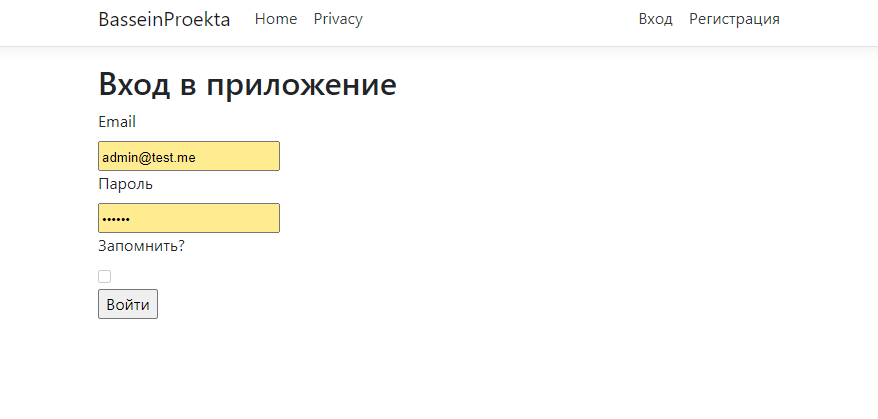 BasseinProekta Home Privacy Вход Регистрация
Вход в приложение
Email
admin@test.me
Пароль
••••••
Запомнить?
Войти